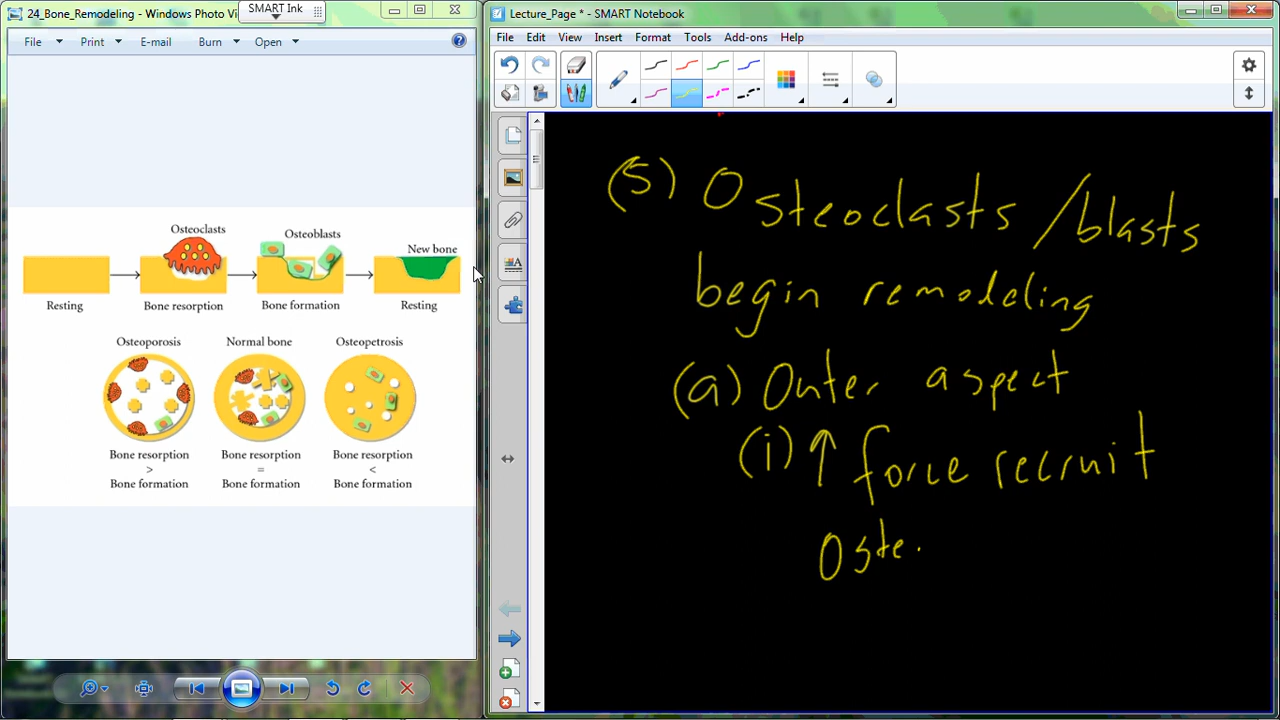 24_Bone_Remodeling - Windows Photo Vi
SMART Ink
File Print E-mail Burn Open
Osteoclasts
Osteoblasts
New bone
Resting
Bone resorption
Bone formation
Resting
Osteoporosis
Normal bone
Osteopetrosis
Bone resorption
>
Bone formation
Bone resorption
=
Bone formation
Bone resorption
<
Bone formation
Lecture_Page * - SMART Notebook
File Edit View Insert Format Tools Add-ons Help
(5) Osteoclasts /blasts
begin remodeling
(a) Outer aspect
(i) ↑ force recruit
Oste